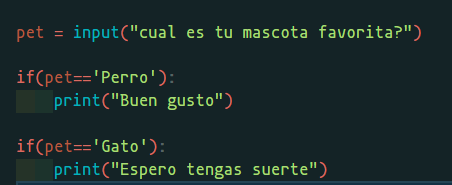 pet = input("cual es tu mascota favorita?")
if(pet=='Perro'):
print("Buen gusto")
if(pet=='Gato'):
print("Espero tengas suerte")